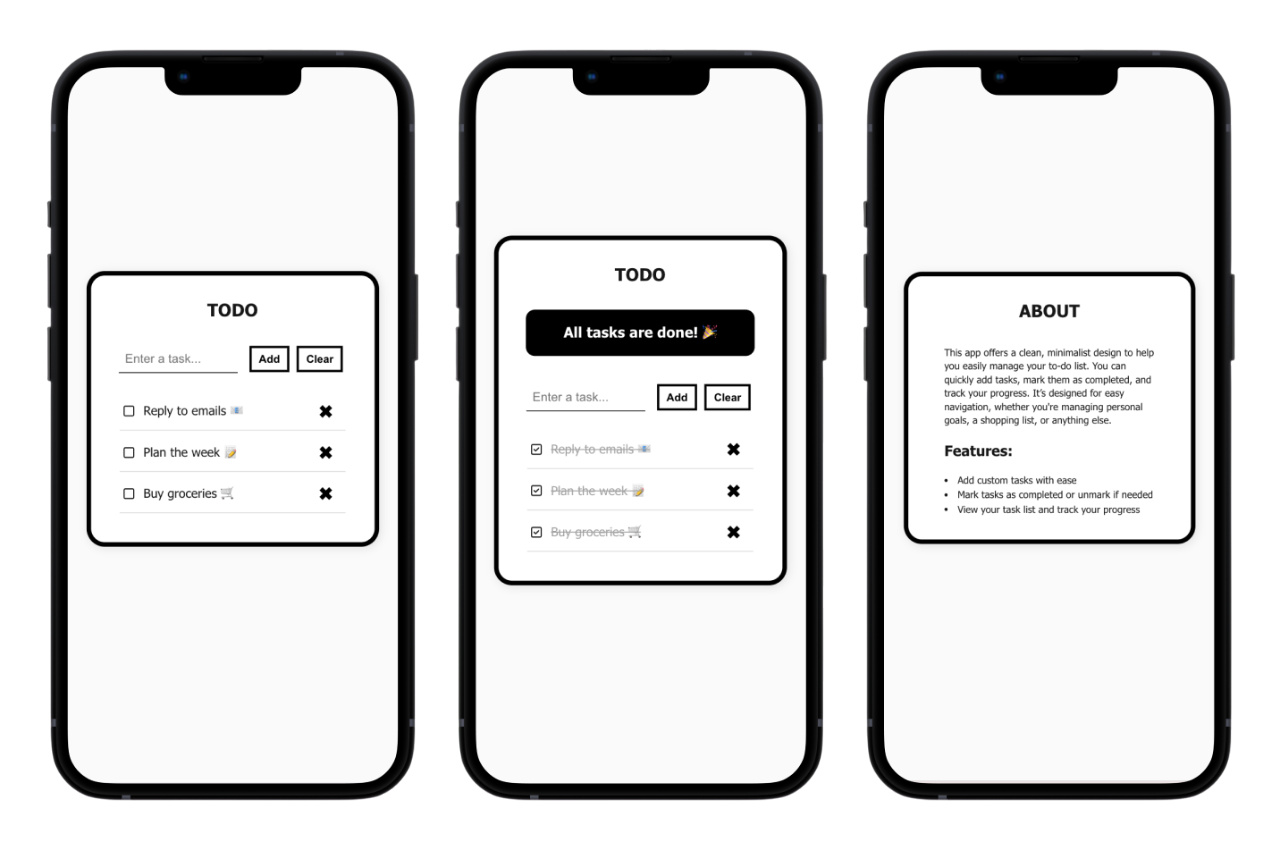 TODO
Enter a task...
Add
Clear
Reply to emails 📧
✖
Plan the week 📝
✖
Buy groceries 🛒
✖
TODO
All tasks are done! 🎉
Enter a task...
Add
Clear
Reply to emails 📧
✖
Plan the week 📝
✖
Buy groceries 🛒
✖
ABOUT
This app offers a clean, minimalist design to help
you easily manage your to-do list. You can
quickly add tasks, mark them as completed, and
track your progress. It's designed for easy
navigation, whether you're managing personal
goals, a shopping list, or anything else.
Features:
• Add custom tasks with ease
• Mark tasks as completed or unmark if needed
• View your task list and track your progress